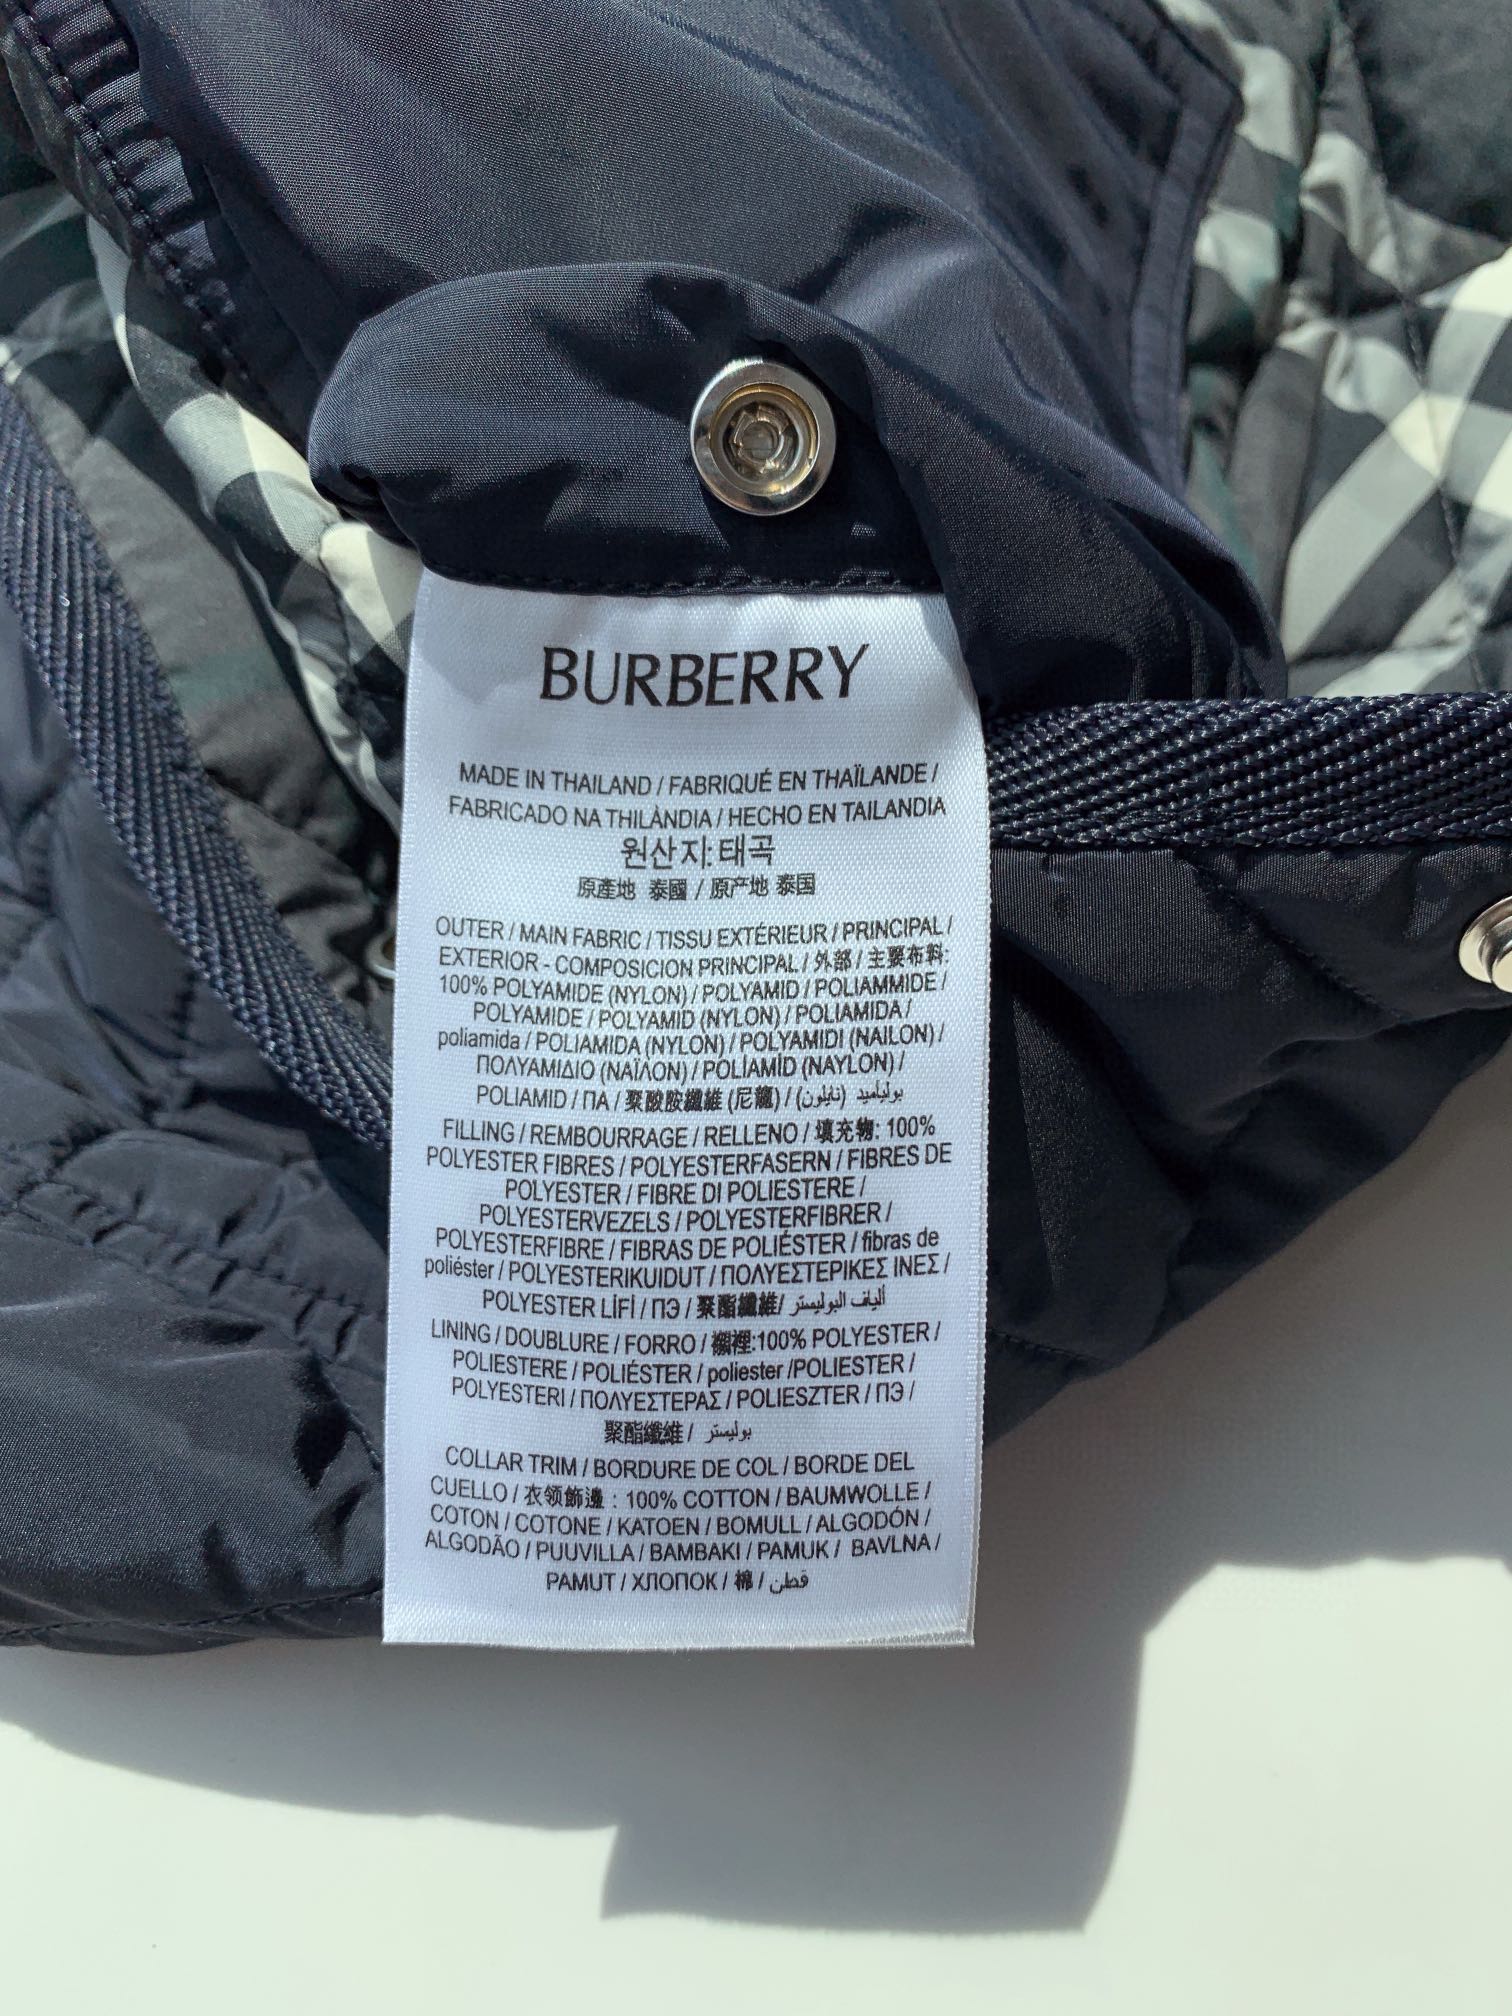 BURBERRY
MADE IN THAILAND / FABRIQUÉ EN THAÏLANDE /
FABRICADO NA THILÀNDIA / HECHO EN TAILANDIA
원산지: 태곡
原產地 泰國 / 原产地 泰国
OUTER / MAIN FABRIC / TISSU EXTÉRIEUR / PRINCIPAL /
EXTERIOR - COMPOSICION PRINCIPAL / 外部 / 主要布料:
100% POLYAMIDE (NYLON) / POLYAMID / POLIAMMIDE /
POLYAMIDE / POLYAMID (NYLON) / POLIAMIDA /
poliamida / POLIAMIDA (NYLON) / POLYAMIDI (NAILON) /
ΠΟΛΥΑΜΙΔΙΟ (ΝΑΪΛΟΝ) / POLİAMİD (NAYLON) /
POLIAMID / ПА / 聚酸胺纖維 (尼龍) / بولياميد (نايلون) /
FILLING / REMBOURRAGE / RELLENO / 填充物: 100%
POLYESTER FIBRES / POLYESTERFASERN / FIBRES DE
POLYESTER / FIBRE DI POLIESTERE /
POLYESTERVEZELS / POLYESTERFIBRER /
POLYESTERFIBRE / FIBRAS DE POLIÉSTER / fibras de
poliéster / POLYESTERIKUIDUT / ΠΟΛΥΕΣΤΕΡΙΚΕΣ ΙΝΕΣ /
POLYESTER LİFİ / ПЭ / 聚酯纖維/ ألياف البوليستر
LINING / DOUBLURE / FORRO / 襯裡:100% POLYESTER /
POLIESTERE / POLIÉSTER / poliester /POLIESTER /
POLYESTERI / ΠΟΛΥΕΣΤΕΡΑΣ / POLIESZTER / ПЭ /
聚酯纖維 / بوليستر
COLLAR TRIM / BORDURE DE COL / BORDE DEL
CUELLO / 衣领飾邊 : 100% COTTON / BAUMWOLLE /
COTON / COTONE / KATOEN / BOMULL / ALGODÓN /
ALGODÃO / PUUVILLA / BAMBAKI / PAMUK / BAVLNA /
PAMUT / ХЛОПОК / 棉 / قطن